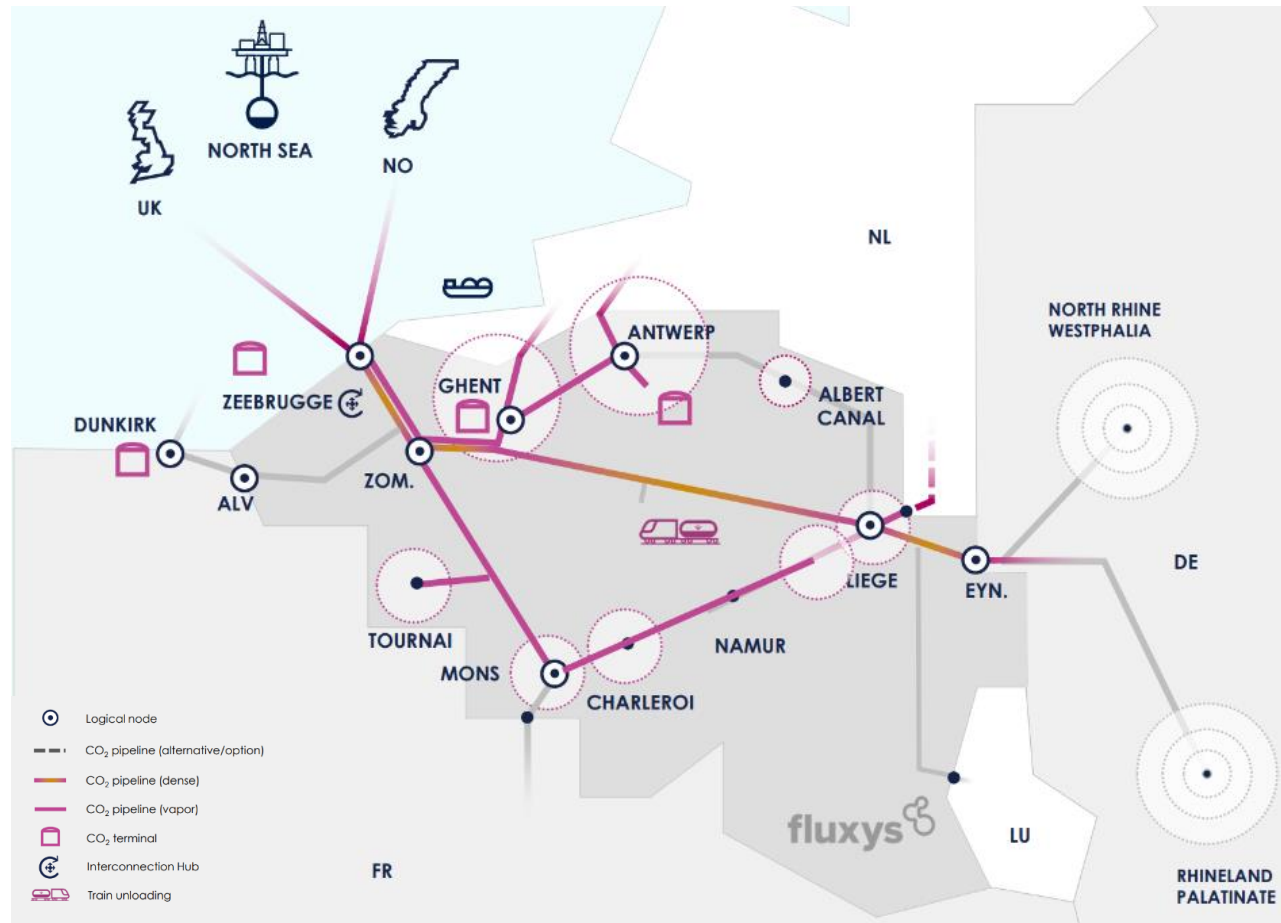 NORTH SEA
NO
UK
NL
NORTH RHINE
WESTPHALIA
ANTWERP
GHENT
ZEEBRUGGE
ALBERT
CANAL
DUNKIRK
ALV
ZOM.
LIEGE
EYN.
DE
TOURNAI
NAMUR
MONS
CHARLEROI
fluxys
LU
FR
RHINELAND
PALATINATE
Logical node
CO₂ pipeline (alternative/option)
CO₂ pipeline (dense)
CO₂ pipeline (vapor)
CO₂ terminal
Interconnection Hub
Train unloading